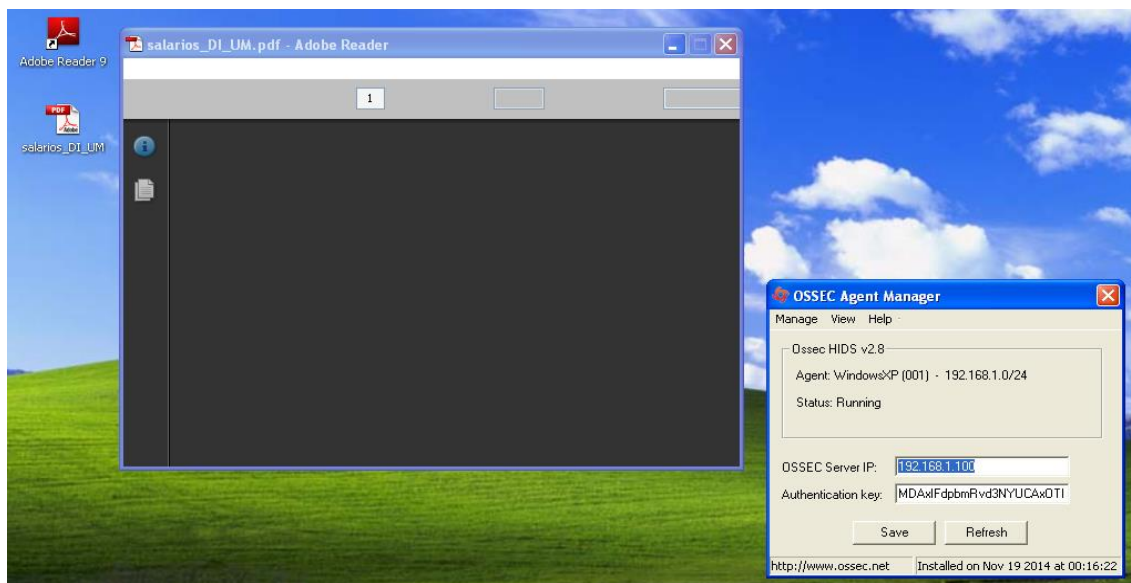 Adobe Reader 9
PDF
Adobe
salarios_DI_UM
salarios_DI_UM.pdf - Adobe Reader
1
OSSEC Agent Manager
Manage View Help
Ossec HIDS v2.8
Agent: WindowsXP (001) - 192.168.1.0/24
Status: Running
OSSEC Server IP: 192.168.1.100
Authentication key: MDAxIFdpbmRvd3NYUCAxOTI
Save Refresh
http://www.ossec.net Installed on Nov 19 2014 at 00:16:22